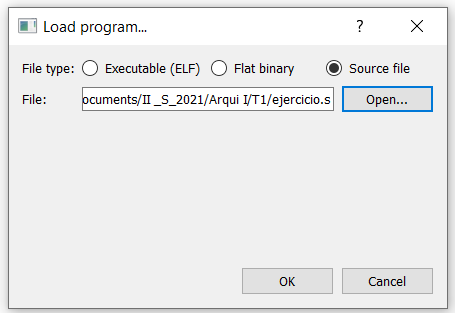 Load program...
File type: Executable (ELF) Flat binary Source file
File: ocuments/II _S_2021/Arqui I/T1/ejercicio.s Open...
OK Cancel